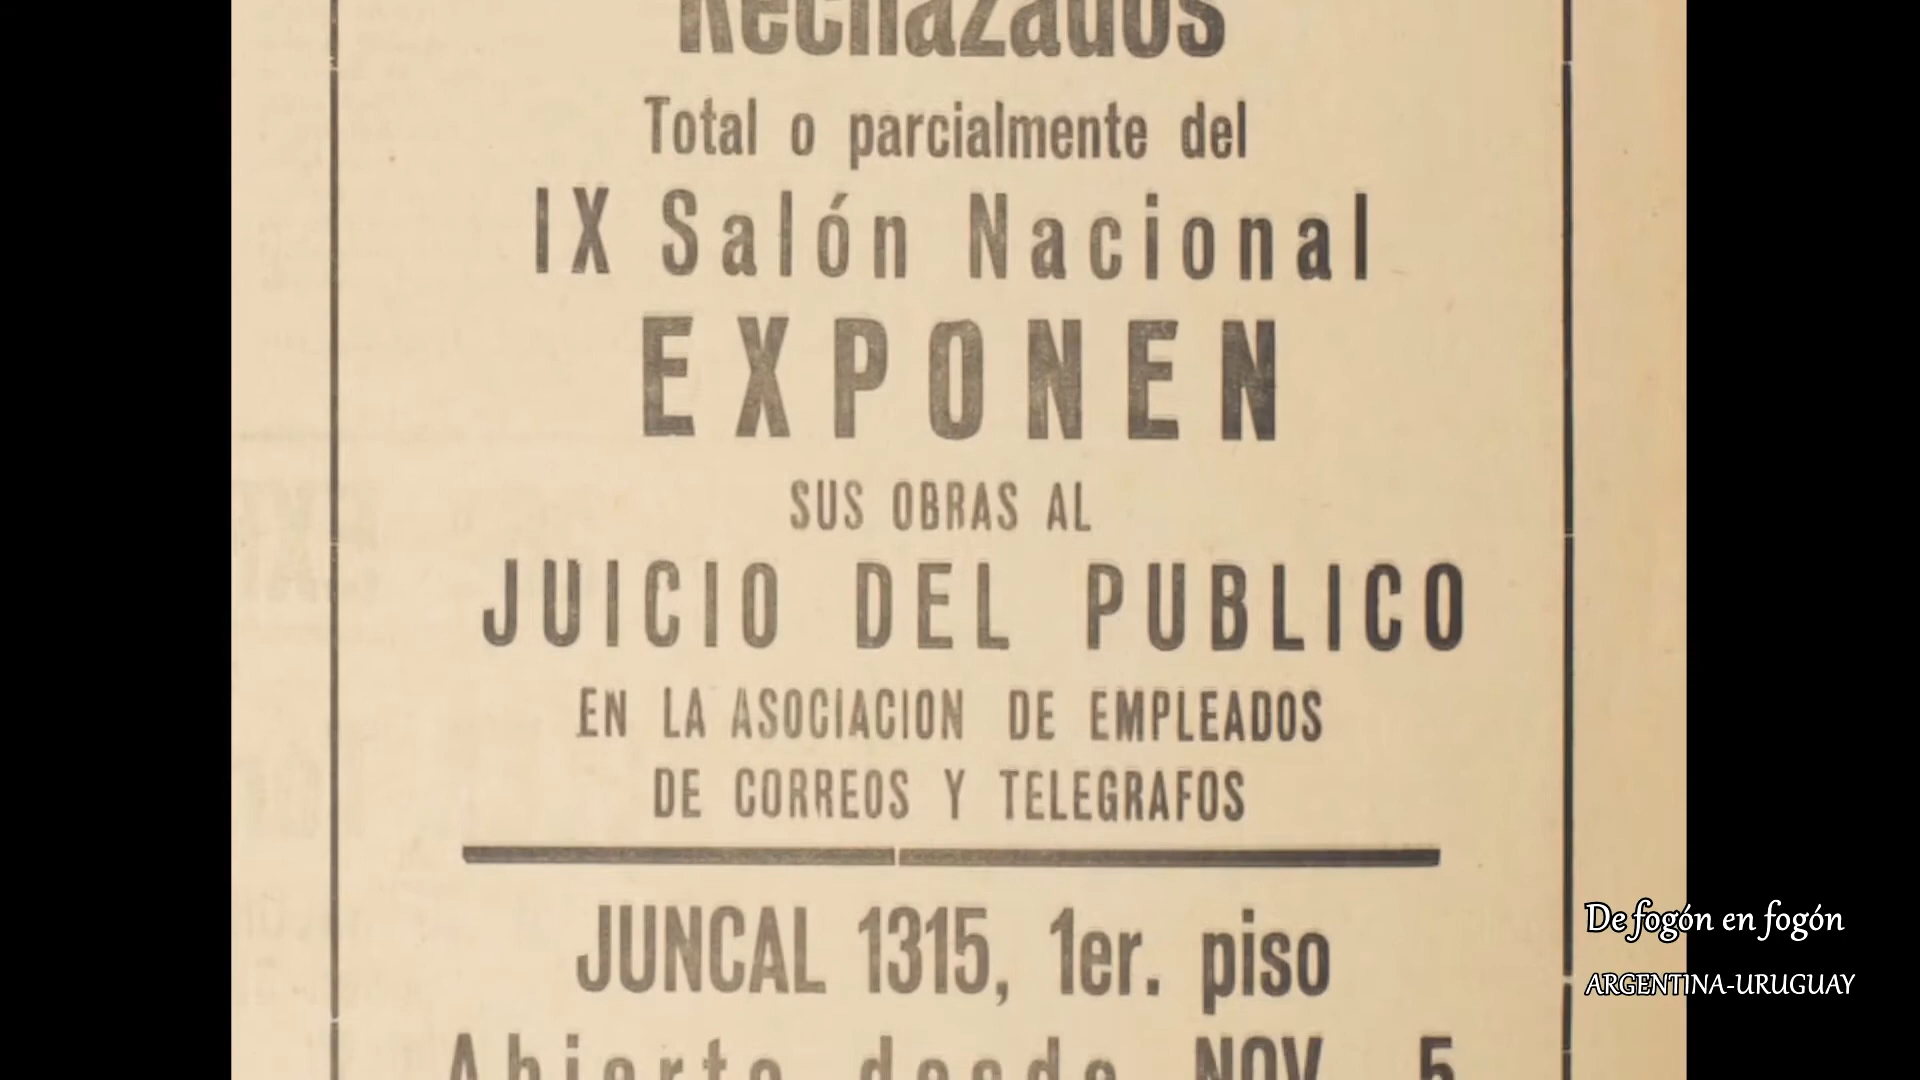 Rechazados
Total o parcialmente del
IX Salón Nacional
EXPONEN
SUS OBRAS AL
JUICIO DEL PUBLICO
EN LA ASOCIACION DE EMPLEADOS
DE CORREOS Y TELEGRAFOS
JUNCAL 1315, 1er. piso
Abierto desde NOV. 5
De fogón en fogón
ARGENTINA-URUGUAY